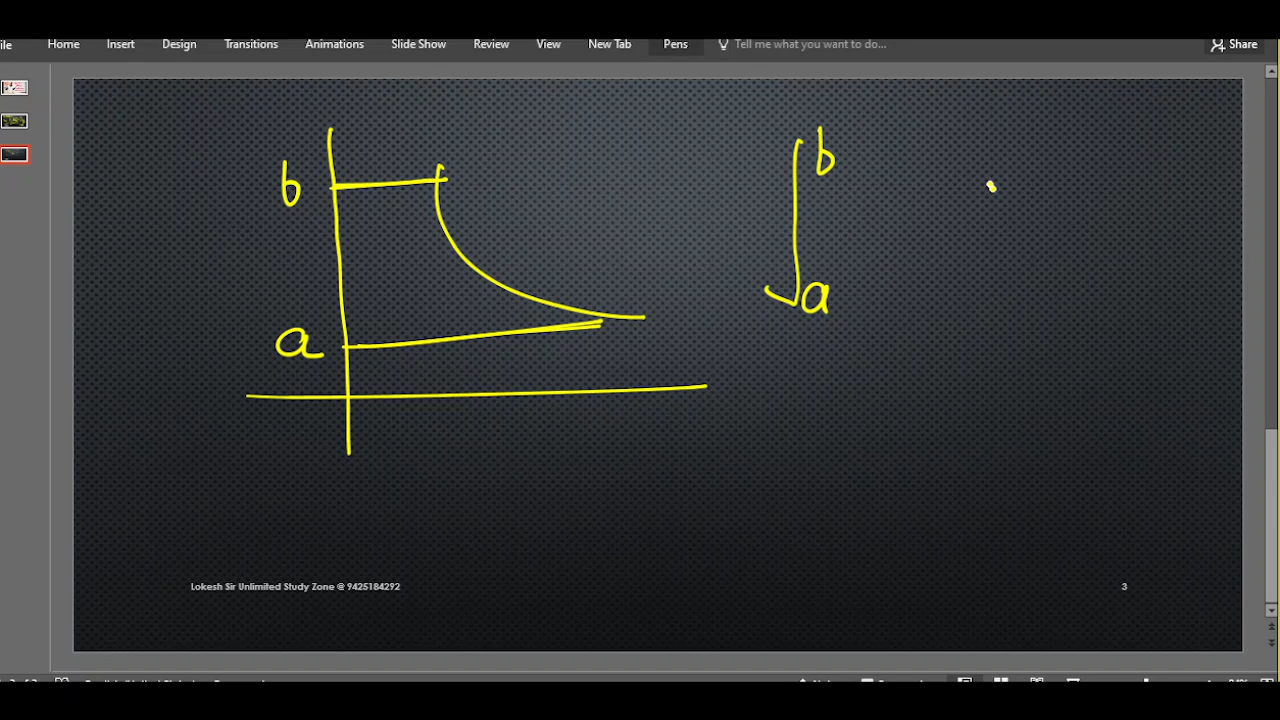 File Home Insert Design Transitions Animations Slide Show Review View New Tab Pens Tell me what you want to do... Share
b
a
b
a
Lokesh Sir Unlimited Study Zone @ 9425184292
3